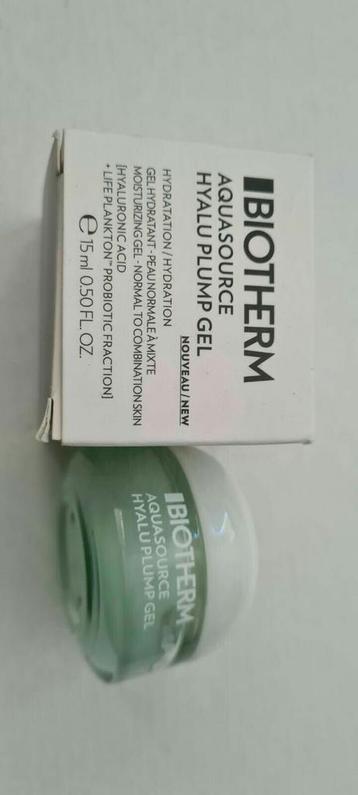 BIOTHERM
AQUASOURCE
HYALU PLUMP GEL
NOUVEAU/NEW
HYDRATATION / HYDRATION
GEL HYDRATANT - PEAU NORMALE À MIXTE
MOISTURIZING GEL - NORMAL TO COMBINATION SKIN
[HYALURONIC ACID
+ LIFE PLANKTON™ PROBIOTIC FRACTION]
℮ 15 ml 0.50 FL. OZ.
BIOTHERM
AQUASOURCE
HYALU PLUMP GEL